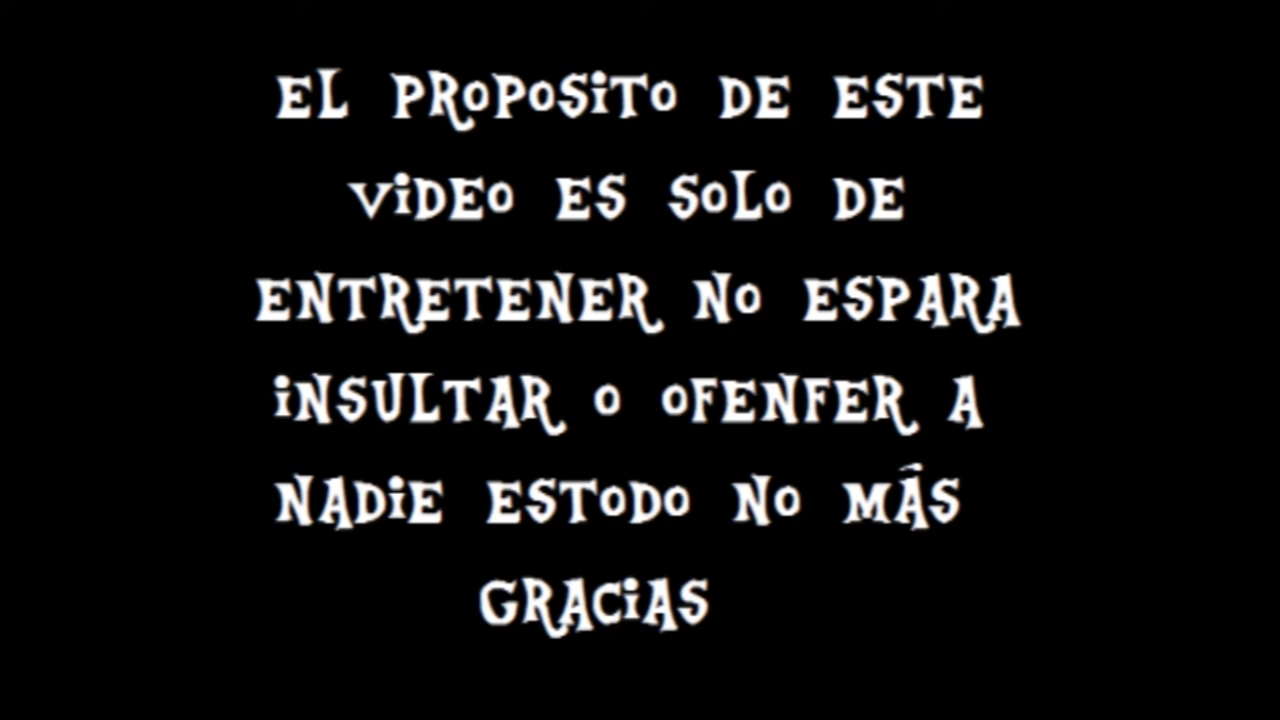 EL PROPOSiTO DE ESTE
ViDEO ES SOLO DE
ENTRETENER NO ESPARA
iNSULTAR O OFENFER A
NADiE ESTODO NO MÁS
GRACiAS